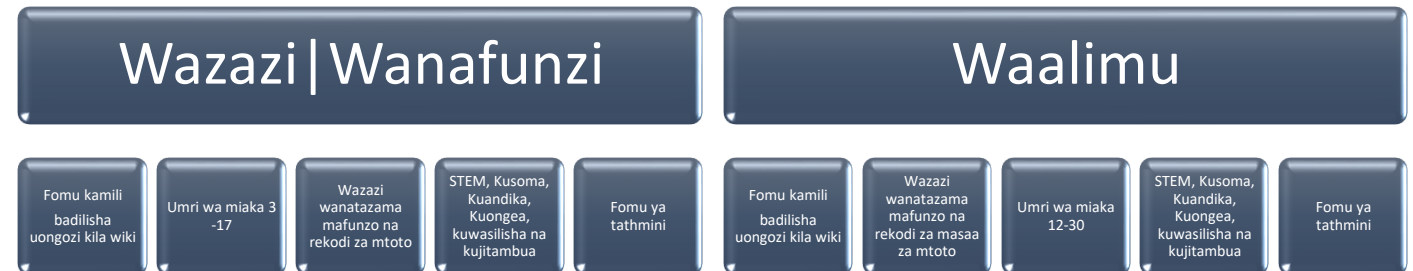 Wazazi|Wanafunzi
Fomu kamili
badilisha
uongozi kila wiki
Umri wa miaka 3
-17
Wazazi
wanatazama
mafunzo na
rekodi za mtoto
STEM, Kusoma,
Kuandika,
Kuongea,
kuwasilisha na
kujitambua
Fomu ya
tathmini
Waalimu
Fomu kamili
badilisha
uongozi kila wiki
Wazazi
wanatazama
mafunzo na
rekodi za masaa
za mtoto
Umri wa miaka
12-30
STEM, Kusoma,
Kuandika,
Kuongea,
kuwasilisha na
kujitambua
Fomu ya
tathmini